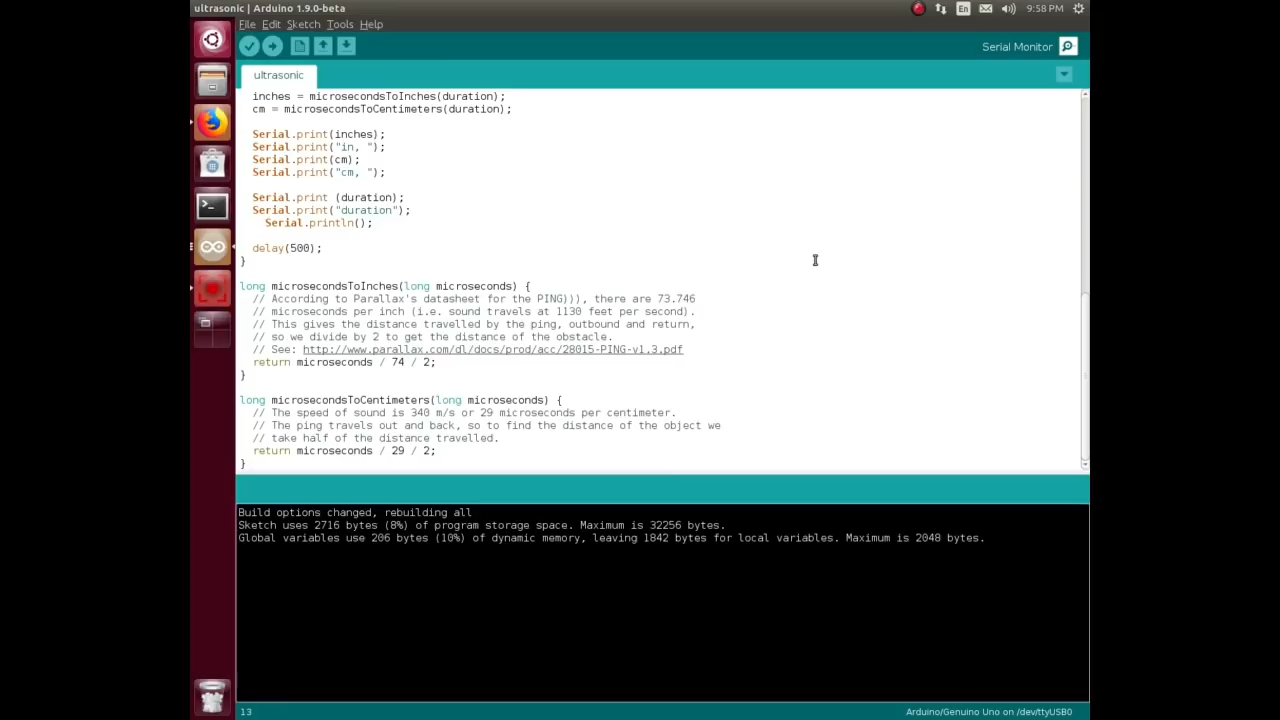 ultrasonic | Arduino 1.9.0-beta
En
9:58 PM
File Edit Sketch Tools Help
Serial Monitor
ultrasonic
inches = microsecondsToInches(duration);
cm = microsecondsToCentimeters(duration);
Serial.print(inches);
Serial.print("in, ");
Serial.print(cm);
Serial.print("cm, ");
Serial.print (duration);
Serial.print("duration");
Serial.println();
delay(500);
}
long microsecondsToInches(long microseconds) {
// According to Parallax's datasheet for the PING))), there are 73.746
// microseconds per inch (i.e. sound travels at 1130 feet per second).
// This gives the distance travelled by the ping, outbound and return,
// so we divide by 2 to get the distance of the obstacle.
// See: http://www.parallax.com/dl/docs/prod/acc/28015-PING-v1.3.pdf
return microseconds / 74 / 2;
}
long microsecondsToCentimeters(long microseconds) {
// The speed of sound is 340 m/s or 29 microseconds per centimeter.
// The ping travels out and back, so to find the distance of the object we
// take half of the distance travelled.
return microseconds / 29 / 2;
}
Build options changed, rebuilding all
Sketch uses 2716 bytes (8%) of program storage space. Maximum is 32256 bytes.
Global variables use 206 bytes (10%) of dynamic memory, leaving 1842 bytes for local variables. Maximum is 2048 bytes.
13
Arduino/Genuino Uno on /dev/ttyUSB0